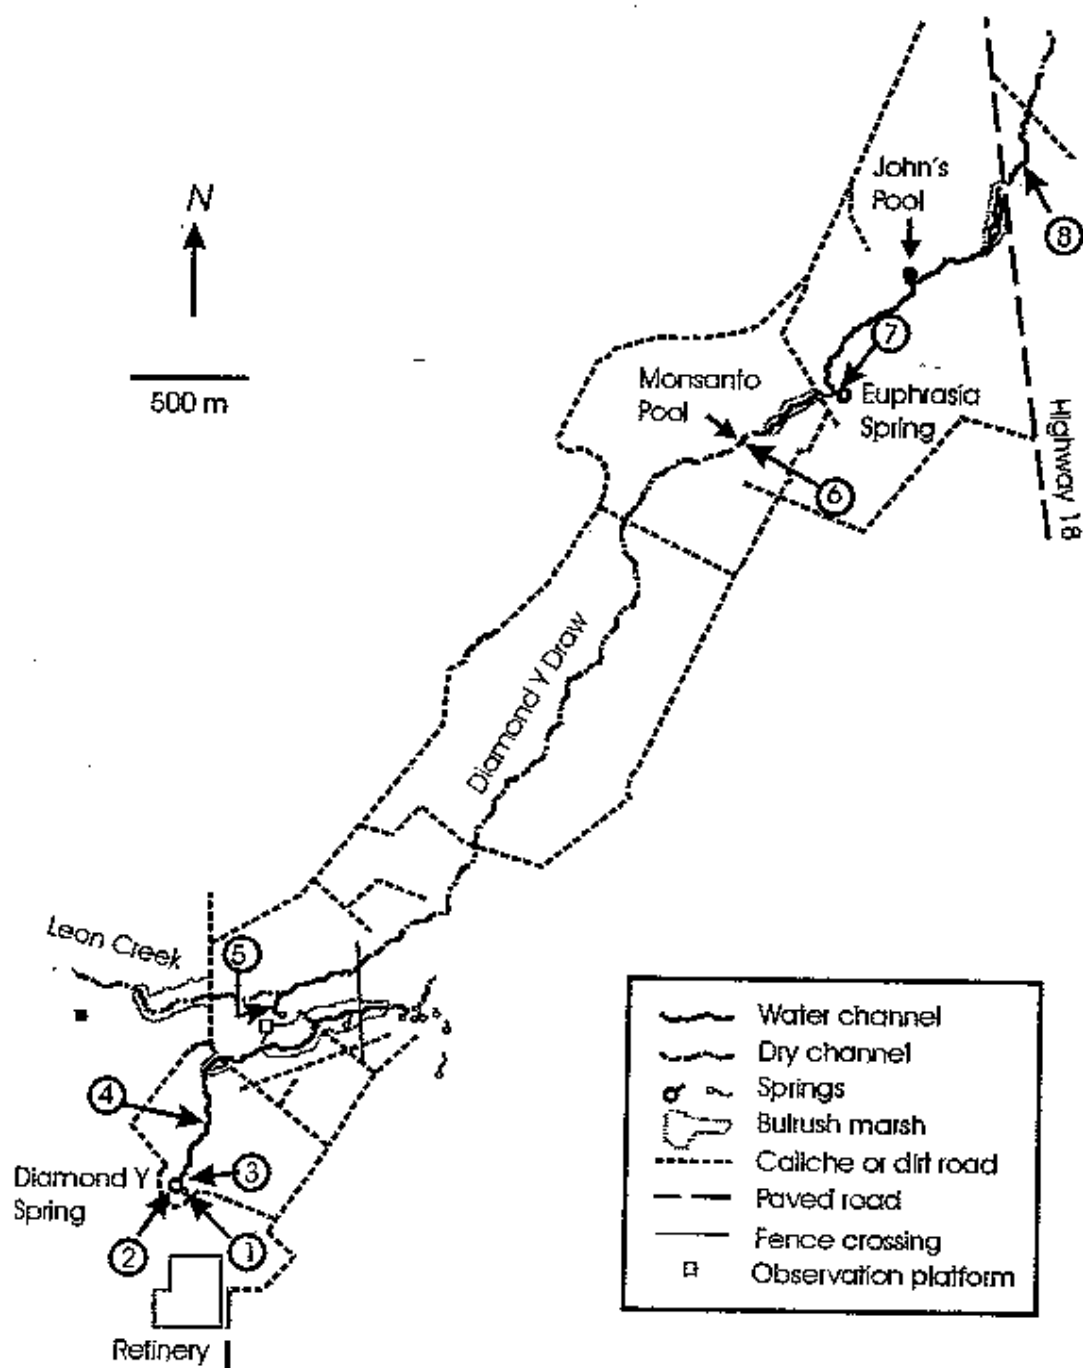 John's
Pool
N
8
500 m
7
Monsanto
Pool
Euphrasia
Spring
Highway 18
6
Diamond Y Draw
Leon Creek
5
4
Diamond Y
Spring
3
2
1
Refinery
Water channel
Dry channel
Springs
Bulrush marsh
Caliche or dirt road
Paved road
Fence crossing
Observation platform